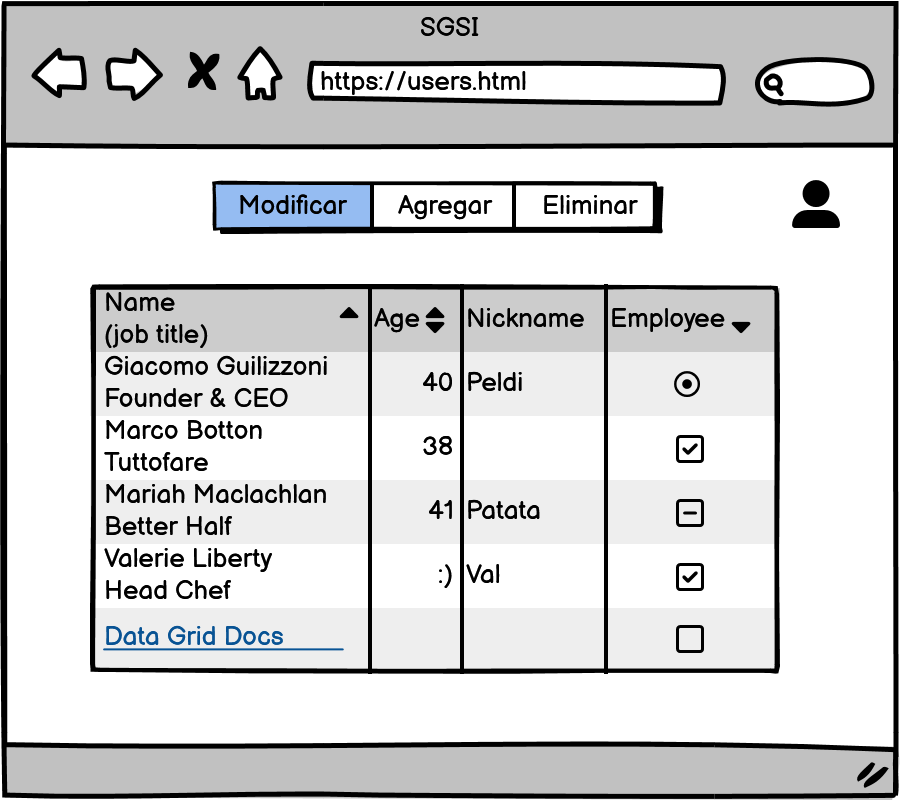 SGSI
https://users.html
Modificar Agregar Eliminar
Name
(job title)
Age Nickname Employee
Giacomo Guilizzoni
Founder & CEO
40 Peldi
Marco Botton
Tuttofare
38
Mariah Maclachlan
Better Half
41 Patata
Valerie Liberty
Head Chef
:) Val
Data Grid Docs